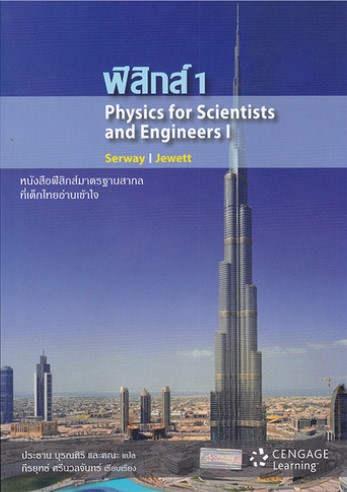 ฟิสิกส์ 1
Physics for Scientists
and Engineers I
Serway | Jewett
หนังสือฟิสิกส์มาตรฐานสากล
ที่เด็กไทยอ่านเข้าใจ
ประธาน บุรณศิริ และคณะ แปล
ภีรยุทธ์ ศรีนวลจันทร์ เรียบเรียง
CENGAGE
Learning™